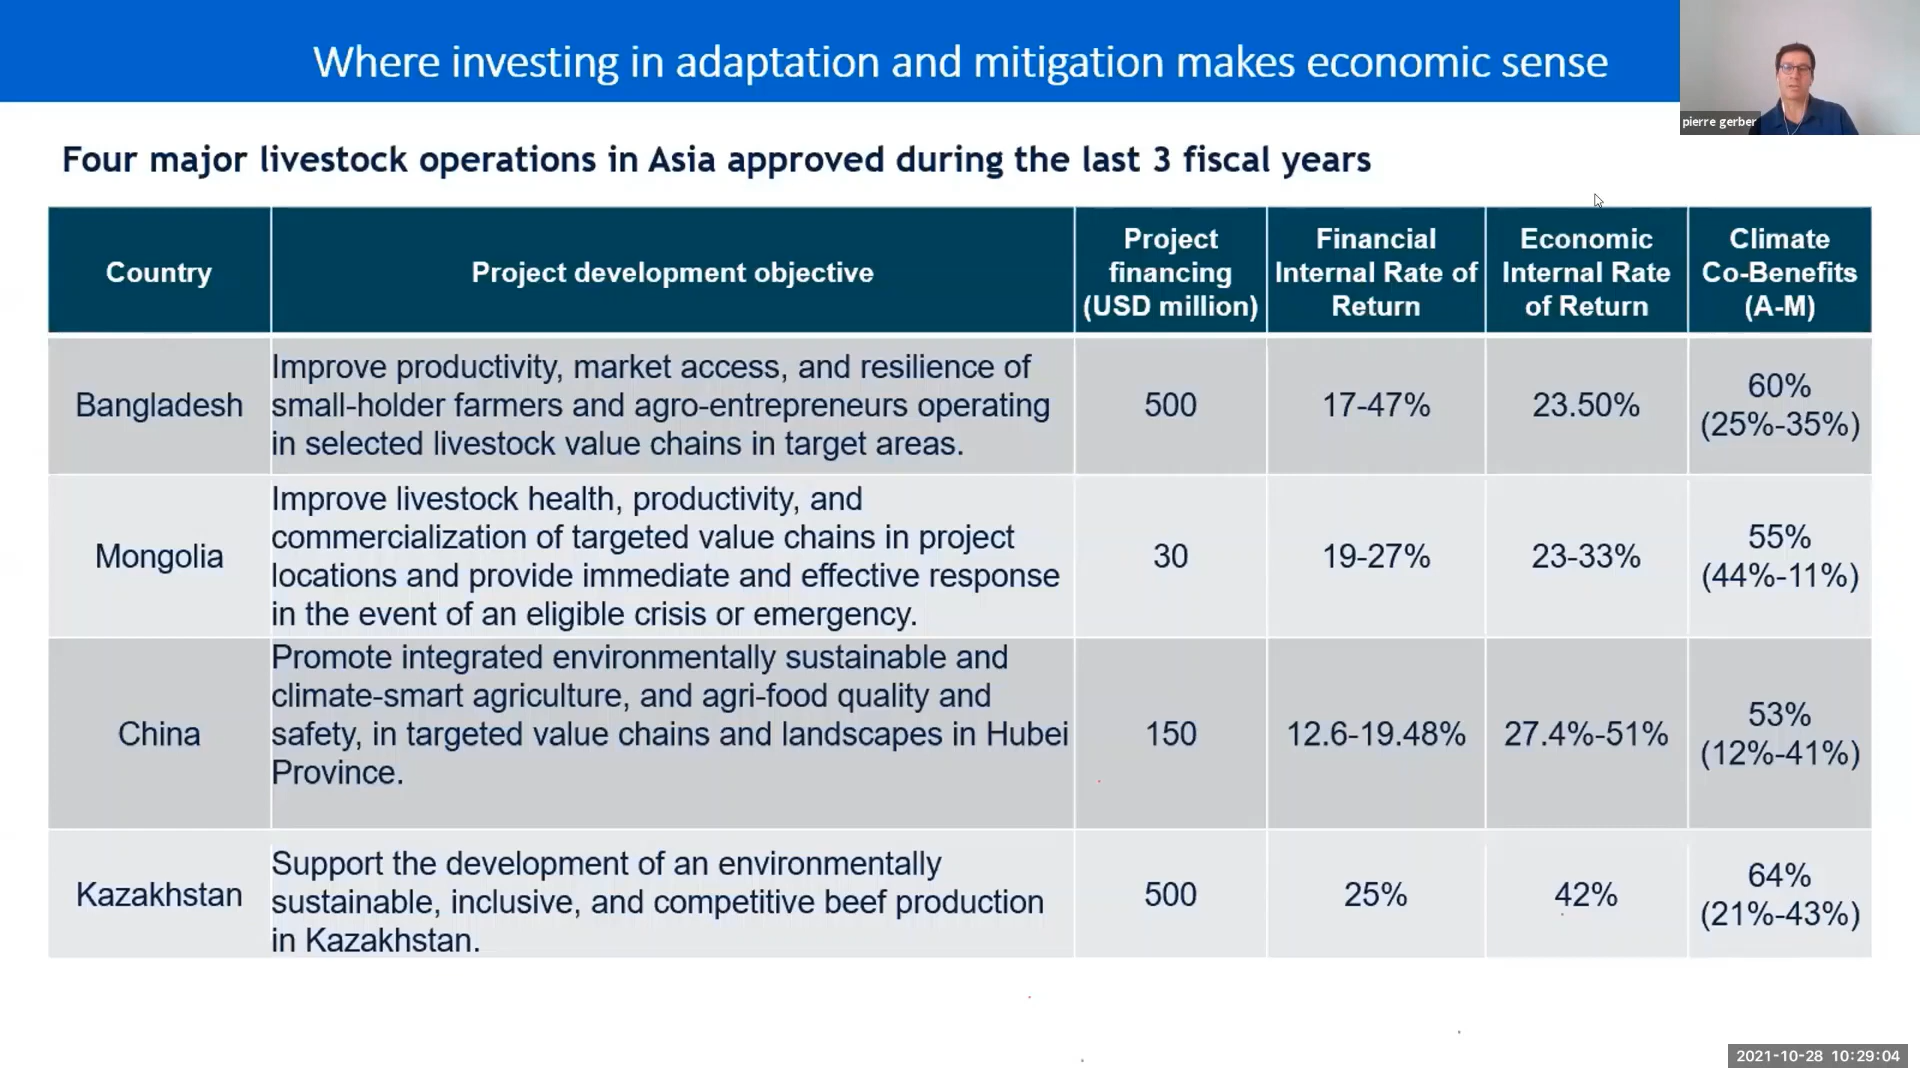 Where investing in adaptation and mitigation makes economic sense
pierre gerber
Four major livestock operations in Asia approved during the last 3 fiscal years
Country
Project development objective
Project
financing
(USD million)
Financial
Internal Rate of
Return
Economic
Internal Rate
of Return
Climate
Co-Benefits
(A-M)
Bangladesh
Improve productivity, market access, and resilience of
small-holder farmers and agro-entrepreneurs operating
in selected livestock value chains in target areas.
500
17-47%
23.50%
60%
(25%-35%)
Mongolia
Improve livestock health, productivity, and
commercialization of targeted value chains in project
locations and provide immediate and effective response
in the event of an eligible crisis or emergency.
30
19-27%
23-33%
55%
(44%-11%)
China
Promote integrated environmentally sustainable and
climate-smart agriculture, and agri-food quality and
safety, in targeted value chains and landscapes in Hubei
Province.
150
12.6-19.48%
27.4%-51%
53%
(12%-41%)
Kazakhstan
Support the development of an environmentally
sustainable, inclusive, and competitive beef production
in Kazakhstan.
500
25%
42%
64%
(21%-43%)
2021-10-28 10:29:04